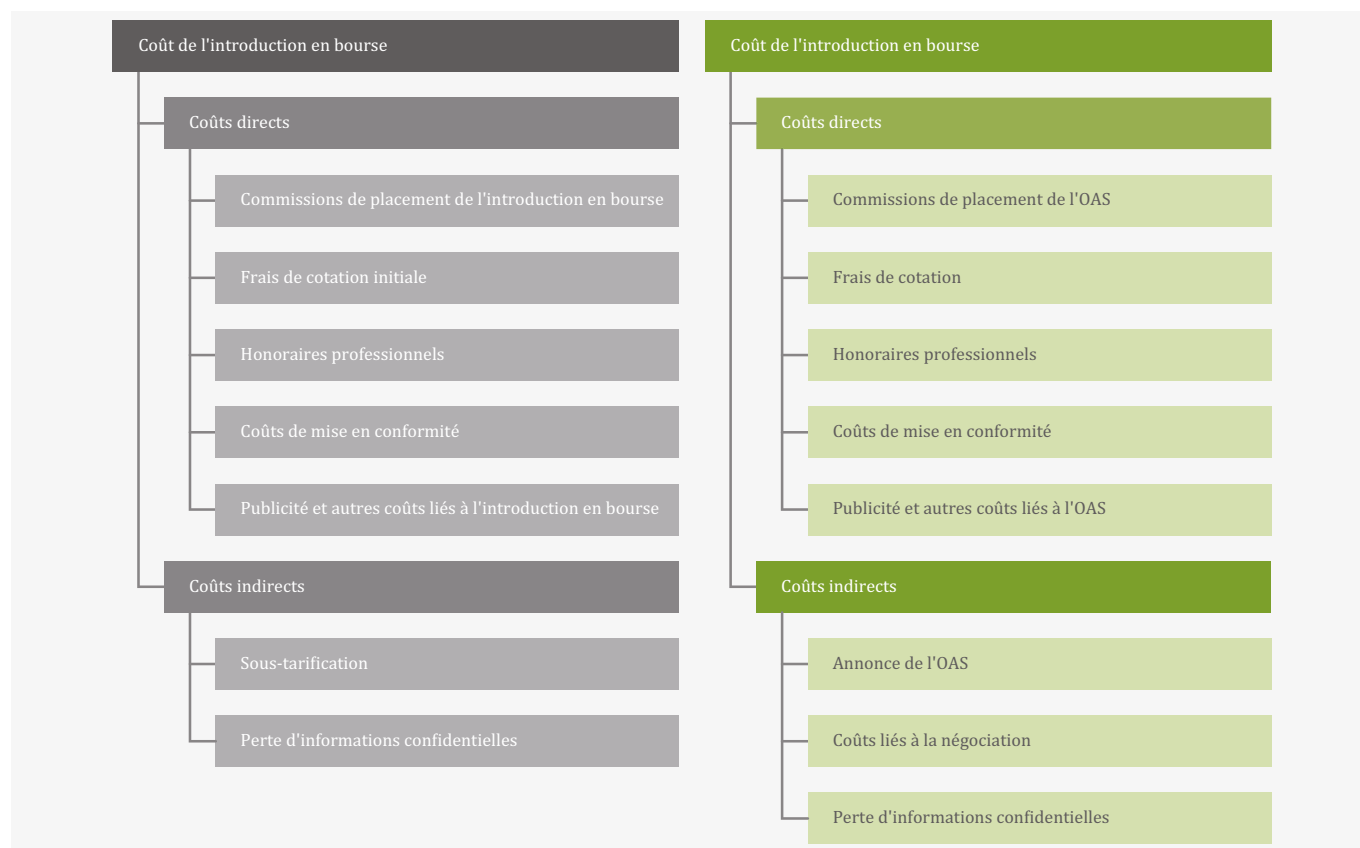 Coût de l'introduction en bourse
Coûts directs
Commissions de placement de l'introduction en bourse
Frais de cotation initiale
Honoraires professionnels
Coûts de mise en conformité
Publicité et autres coûts liés à l'introduction en bourse
Coûts indirects
Sous-tarification
Perte d'informations confidentielles
Coût de l'introduction en bourse
Coûts directs
Commissions de placement de l'OAS
Frais de cotation
Honoraires professionnels
Coûts de mise en conformité
Publicité et autres coûts liés à l'OAS
Coûts indirects
Annonce de l'OAS
Coûts liés à la négociation
Perte d'informations confidentielles